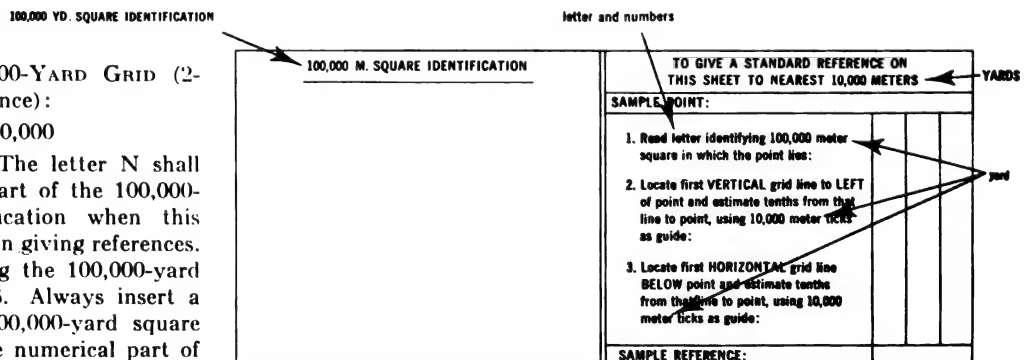 100,000 YD. SQUARE IDENTIFICATION
letter and numbers
00-YARD GRID (2-
nce):
0,000
The letter N shall
art of the 100,000-
ication when this
n giving references.
g the 100,000-yard
Always insert a
00,000-yard square
e numerical part of
100,000 M. SQUARE IDENTIFICATION
TO GIVE A STANDARD REFERENCE ON
THIS SHEET TO NEAREST 10,000 METERS
YARDS
SAMPLE POINT:
1. Read letter identifying 100,000 meter
square in which the point lies:
yard
2. Locate first VERTICAL grid line to LEFT
of point and estimate tenths from that
line to point, using 10,000 meter ticks
as guide:
3. Locate first HORIZONTAL grid line
BELOW point and estimate tenths
from that line to point, using 10,000
meter ticks as guide:
SAMPLE REFERENCE: